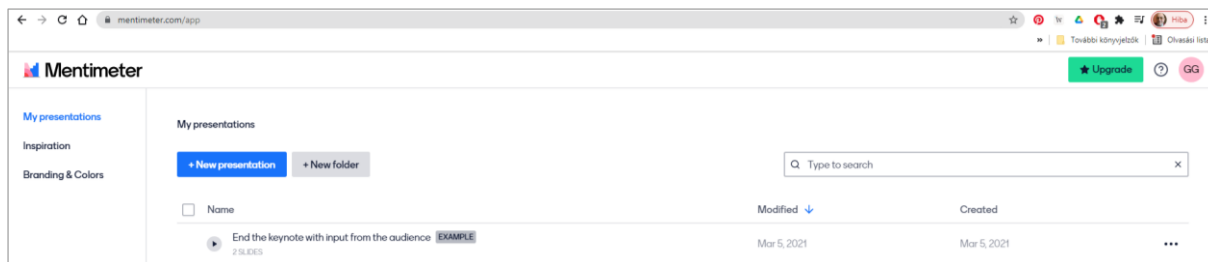 mentimeter.com/app
Hiba
» További könyvjelzők Olvasási lista
Mentimeter
★ Upgrade ? GG
My presentations
Inspiration
Branding & Colors
My presentations
+ New presentation + New folder Type to search ×
Name Modified ↓ Created
End the keynote with input from the audience EXAMPLE
2 SLIDES Mar 5, 2021 Mar 5, 2021